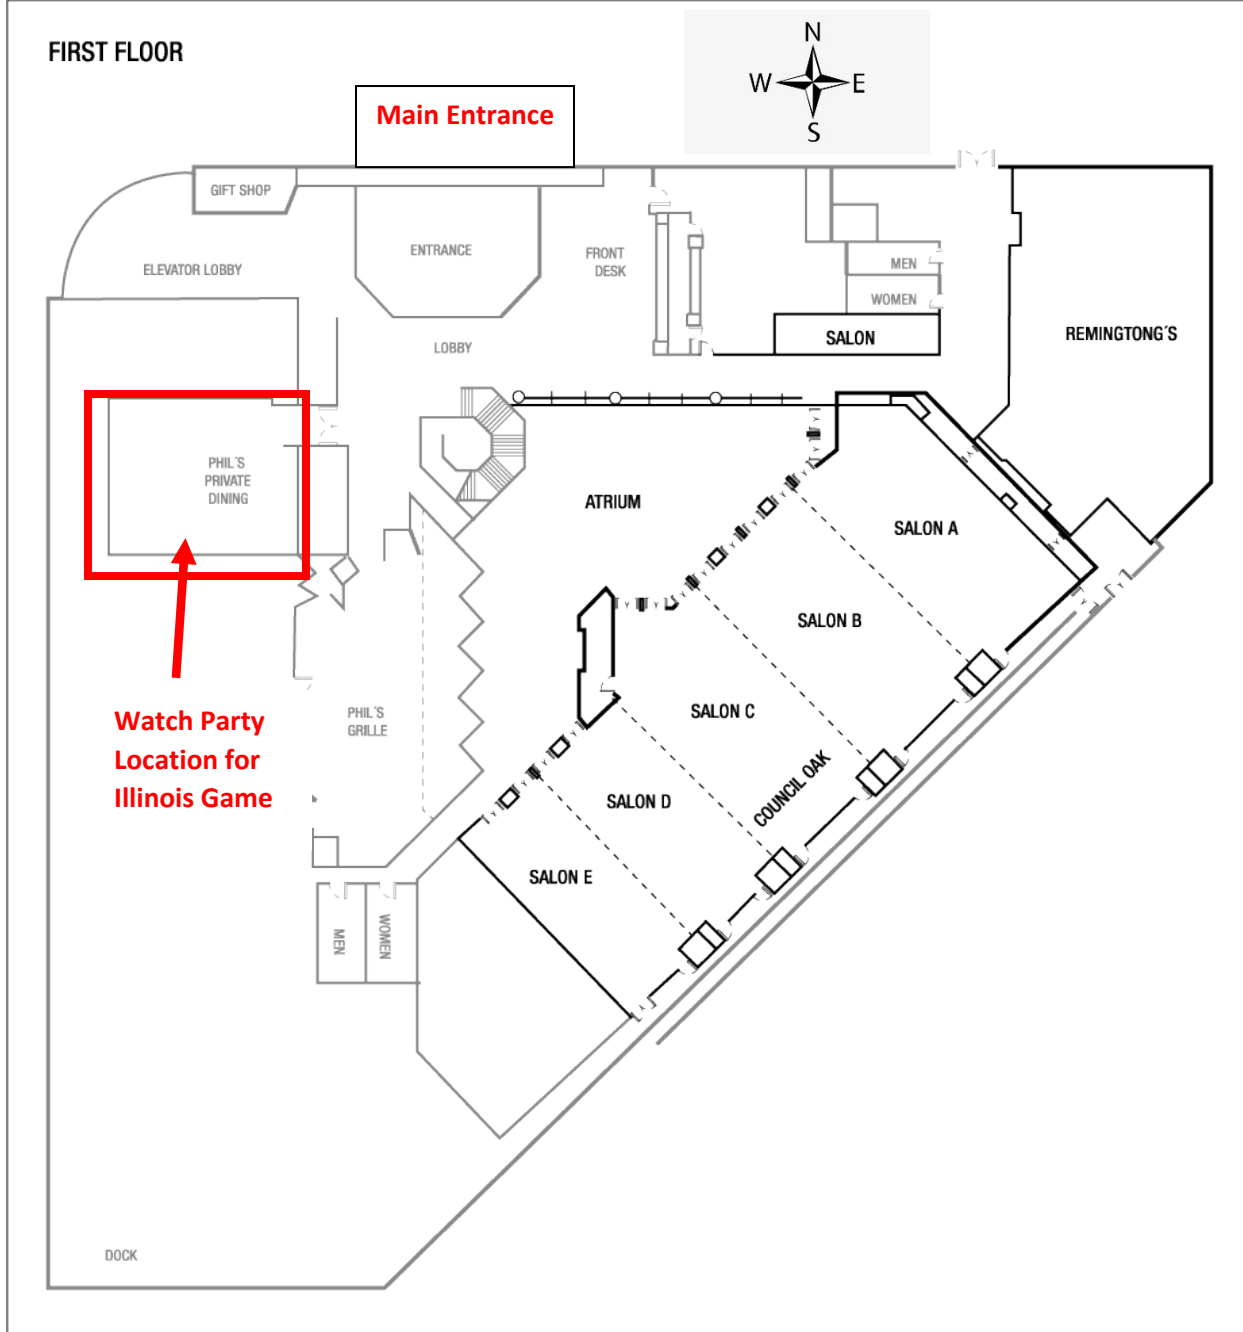 FIRST FLOOR
N
W E
S
Main Entrance
GIFT SHOP
ELEVATOR LOBBY
ENTRANCE
FRONT
DESK
MEN
WOMEN
SALON
REMINGTONG'S
LOBBY
PHIL'S
PRIVATE
DINING
ATRIUM
SALON A
SALON B
SALON C
COUNCIL OAK
SALON D
SALON E
PHIL'S
GRILLE
Watch Party
Location for
Illinois Game
MEN
WOMEN
DOCK